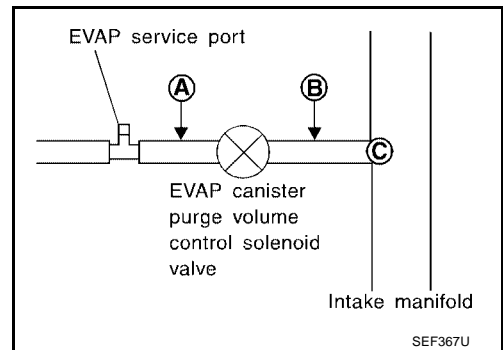 EVAP service port
A
B
C
EVAP canister
purge volume
control solenoid
valve
Intake manifold
SEF367U